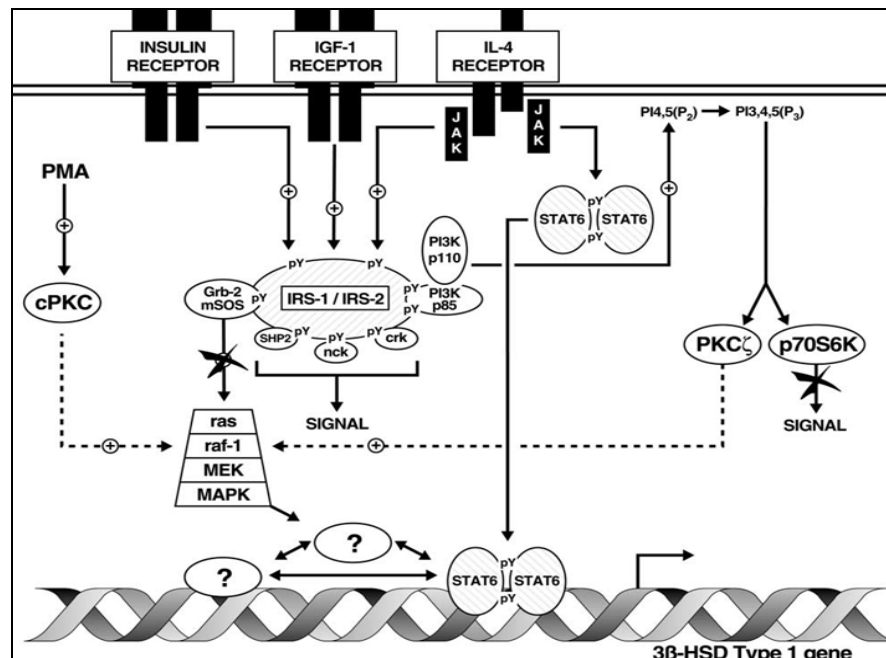 INSULIN
RECEPTOR
IGF-1
RECEPTOR
IL-4
RECEPTOR
JAK
JAK
PI4,5(P₂)
PI3,4,5(P₃)
PMA
+
+
+
+
+
STAT6
pY
pY
STAT6
PI3K
p110
pY
pY
Grb-2
mSOS
pY
IRS-1 / IRS-2
pY
pY
PI3K
p85
cPKC
SHP2
pY
pY
pY
crk
nck
PKCζ
p70S6K
+
SIGNAL
SIGNAL
ras
raf-1
MEK
MAPK
+
+
?
?
STAT6
pY
pY
STAT6
3ß-HSD Type 1 gene